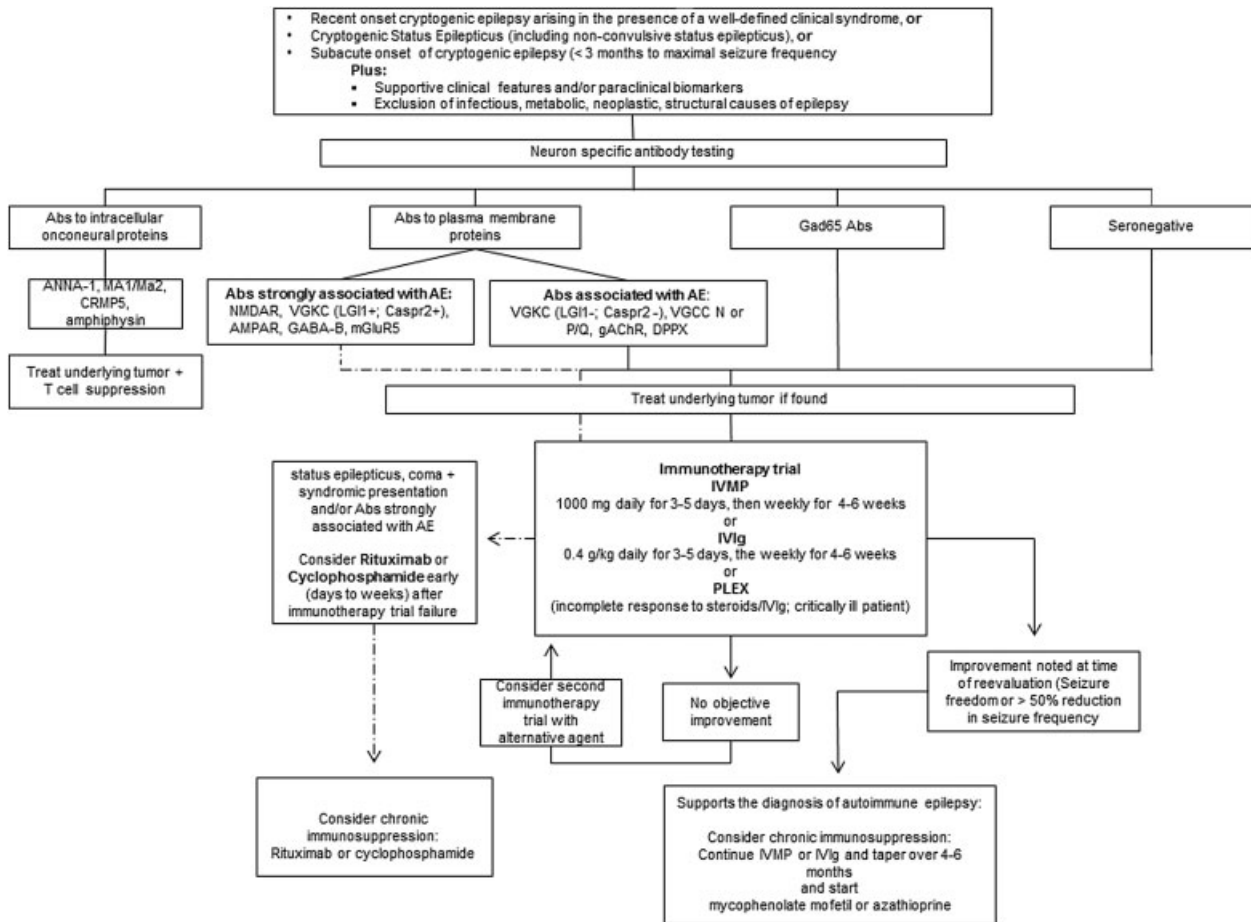 • Recent onset cryptogenic epilepsy arising in the presence of a well-defined clinical syndrome, or
• Cryptogenic Status Epilepticus (including non-convulsive status epilepticus), or
• Subacute onset of cryptogenic epilepsy (< 3 months to maximal seizure frequency
Plus:
▪ Supportive clinical features and/or paraclinical biomarkers
▪ Exclusion of infectious, metabolic, neoplastic, structural causes of epilepsy
Neuron specific antibody testing
Abs to intracellular
onconeural proteins
Abs to plasma membrane
proteins
Gad65 Abs
Seronegative
ANNA-1, MA1/Ma2,
CRMP5,
amphiphysin
Abs strongly associated with AE:
NMDAR, VGKC (LGI1+; Caspr2+),
AMPAR, GABA-B, mGluR5
Abs associated with AE:
VGKC (LGI1-; Caspr2 -), VGCC N or
P/Q, gAChR, DPPX
Treat underlying tumor +
T cell suppression
Treat underlying tumor if found
status epilepticus, coma +
syndromic presentation
and/or Abs strongly
associated with AE
Consider Rituximab or
Cyclophosphamide early
(days to weeks) after
immunotherapy trial failure
Immunotherapy trial
IVMP
1000 mg daily for 3-5 days, then weekly for 4-6 weeks
or
IVIg
0.4 g/kg daily for 3-5 days, the weekly for 4-6 weeks
or
PLEX
(incomplete response to steroids/IVIg; critically ill patient)
Consider second
immunotherapy
trial with
alternative agent
No objective
improvement
Improvement noted at time
of reevaluation (Seizure
freedom or > 50% reduction
in seizure frequency
Consider chronic
immunosuppression:
Rituximab or cyclophosphamide
Supports the diagnosis of autoimmune epilepsy:
Consider chronic immunosuppression:
Continue IVMP or IVIg and taper over 4-6
months
and start
mycophenolate mofetil or azathioprine